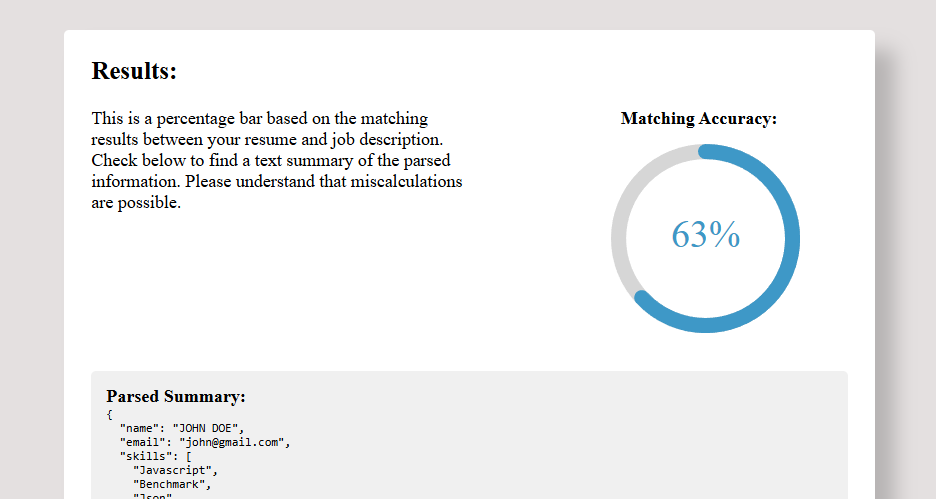 Results:
This is a percentage bar based on the matching
results between your resume and job description.
Check below to find a text summary of the parsed
information. Please understand that miscalculations
are possible.
Matching Accuracy:
63%
Parsed Summary:
{
"name": "JOHN DOE",
"email": "john@gmail.com",
"skills": [
"Javascript",
"Benchmark",
"Json",